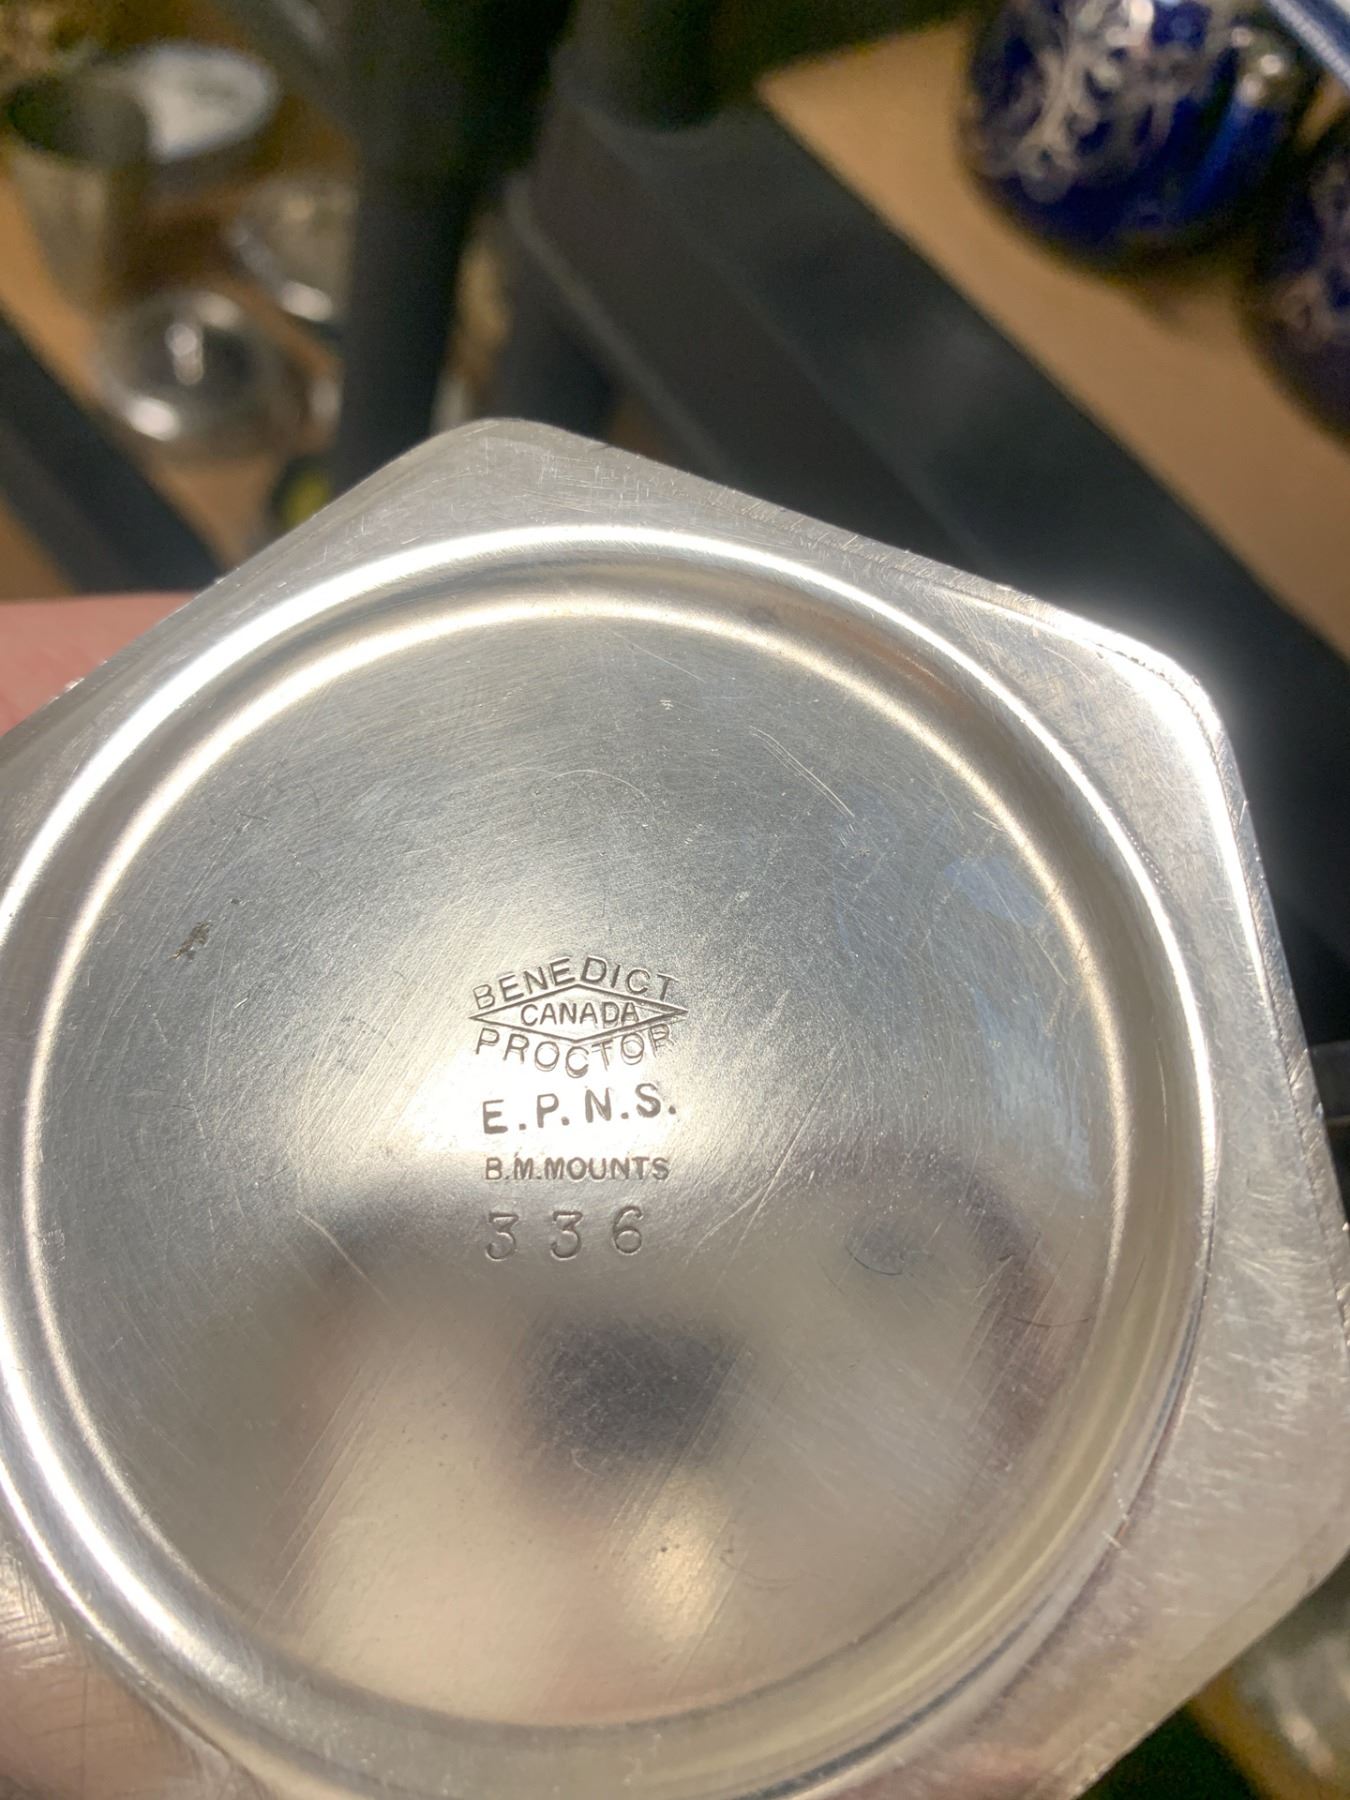 BENEDICT
CANADA
PROCTOR
E.P.N.S.
B.M.MOUNTS
336